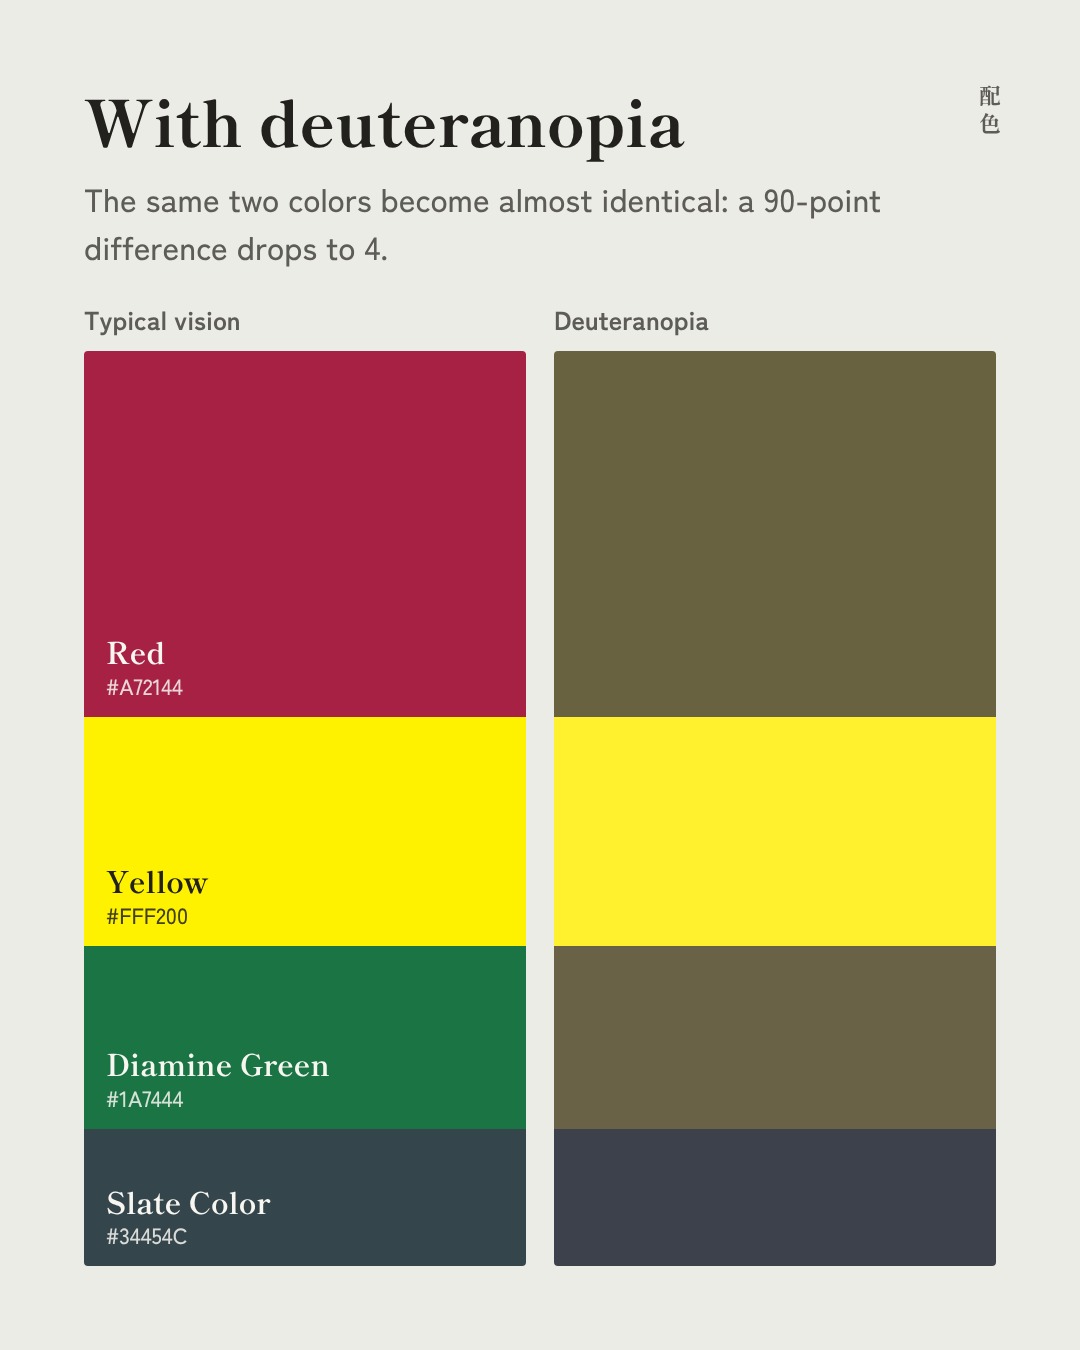 With deuteranopia
配色
The same two colors become almost identical: a 90-point
difference drops to 4.
Typical vision
Deuteranopia
Red
#A72144
Yellow
#FFF200
Diamine Green
#1A7444
Slate Color
#34454C